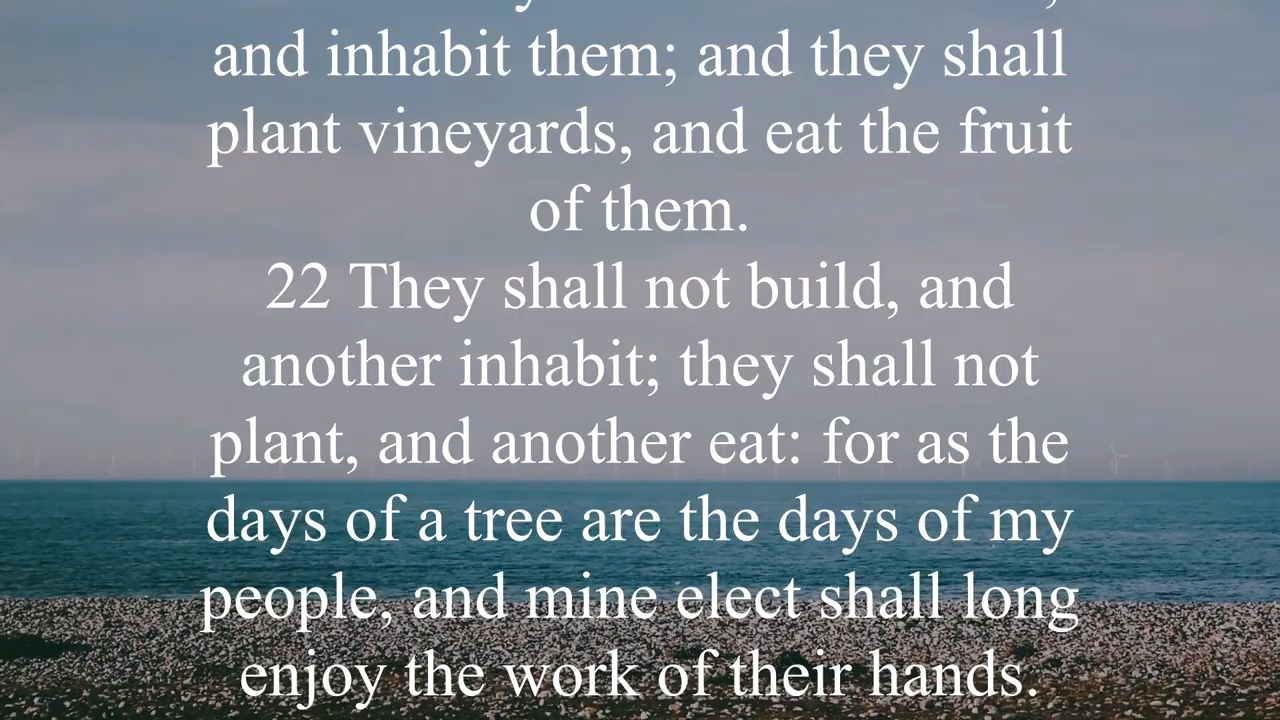 and inhabit them; and they shall
plant vineyards, and eat the fruit
of them.
22 They shall not build, and
another inhabit; they shall not
plant, and another eat: for as the
days of a tree are the days of my
people, and mine elect shall long
enjoy the work of their hands.